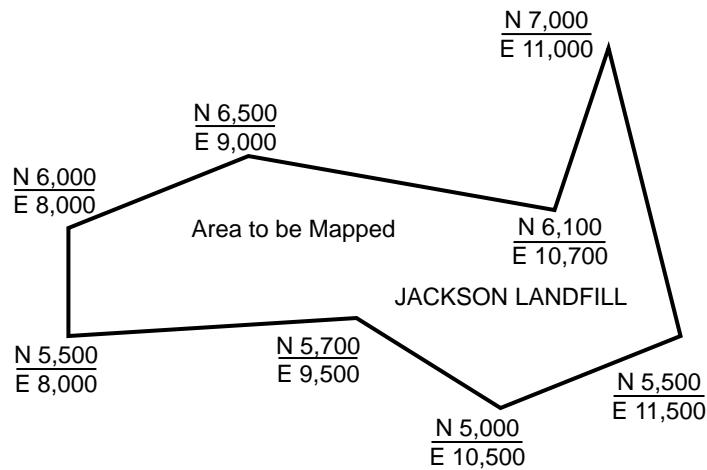 N 7,000
E 11,000
N 6,500
E 9,000
N 6,000
E 8,000
Area to be Mapped
N 6,100
E 10,700
JACKSON LANDFILL
N 5,500
E 8,000
N 5,700
E 9,500
N 5,500
E 11,500
N 5,000
E 10,500